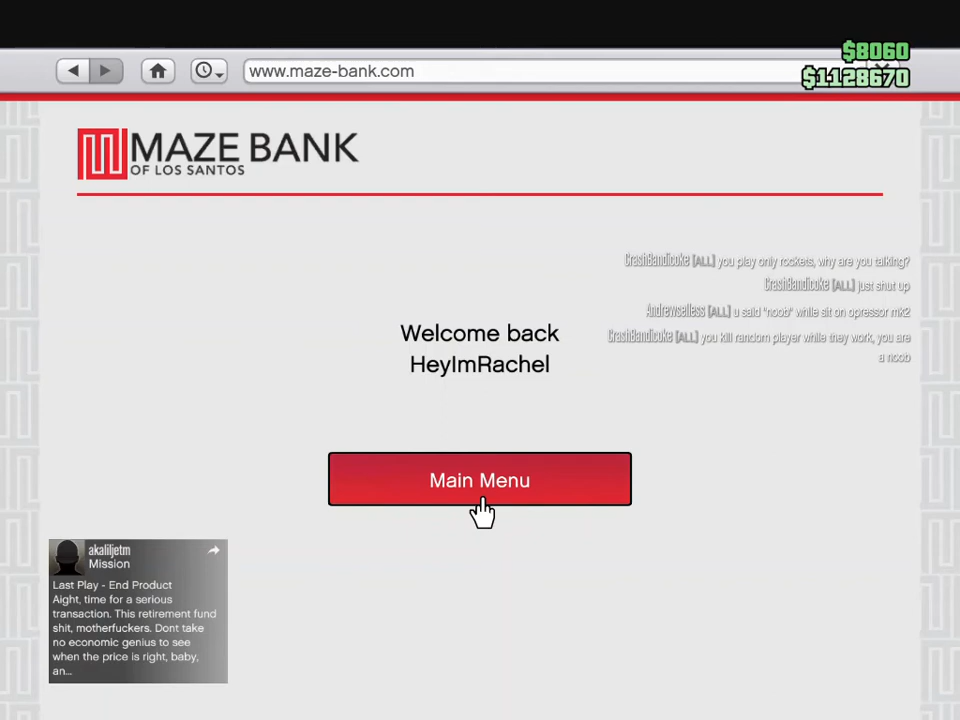 $8060
www.maze-bank.com
$1128670
MAZE BANK
OF LOS SANTOS
CrashBandicoke [ALL] you play only rockets, why are you talking?
CrashBandicoke [ALL] just shut up
Andrewselless [ALL] u said "noob" while sit on opressor mk2
CrashBandicoke [ALL] you kill random player while they work, you are
a noob
Welcome back
HeyImRachel
Main Menu
akaliljetm
Mission
Last Play - End Product
Aight, time for a serious
transaction. This retirement fund
shit, motherfuckers. Dont take
no economic genius to see
when the price is right, baby,
an...